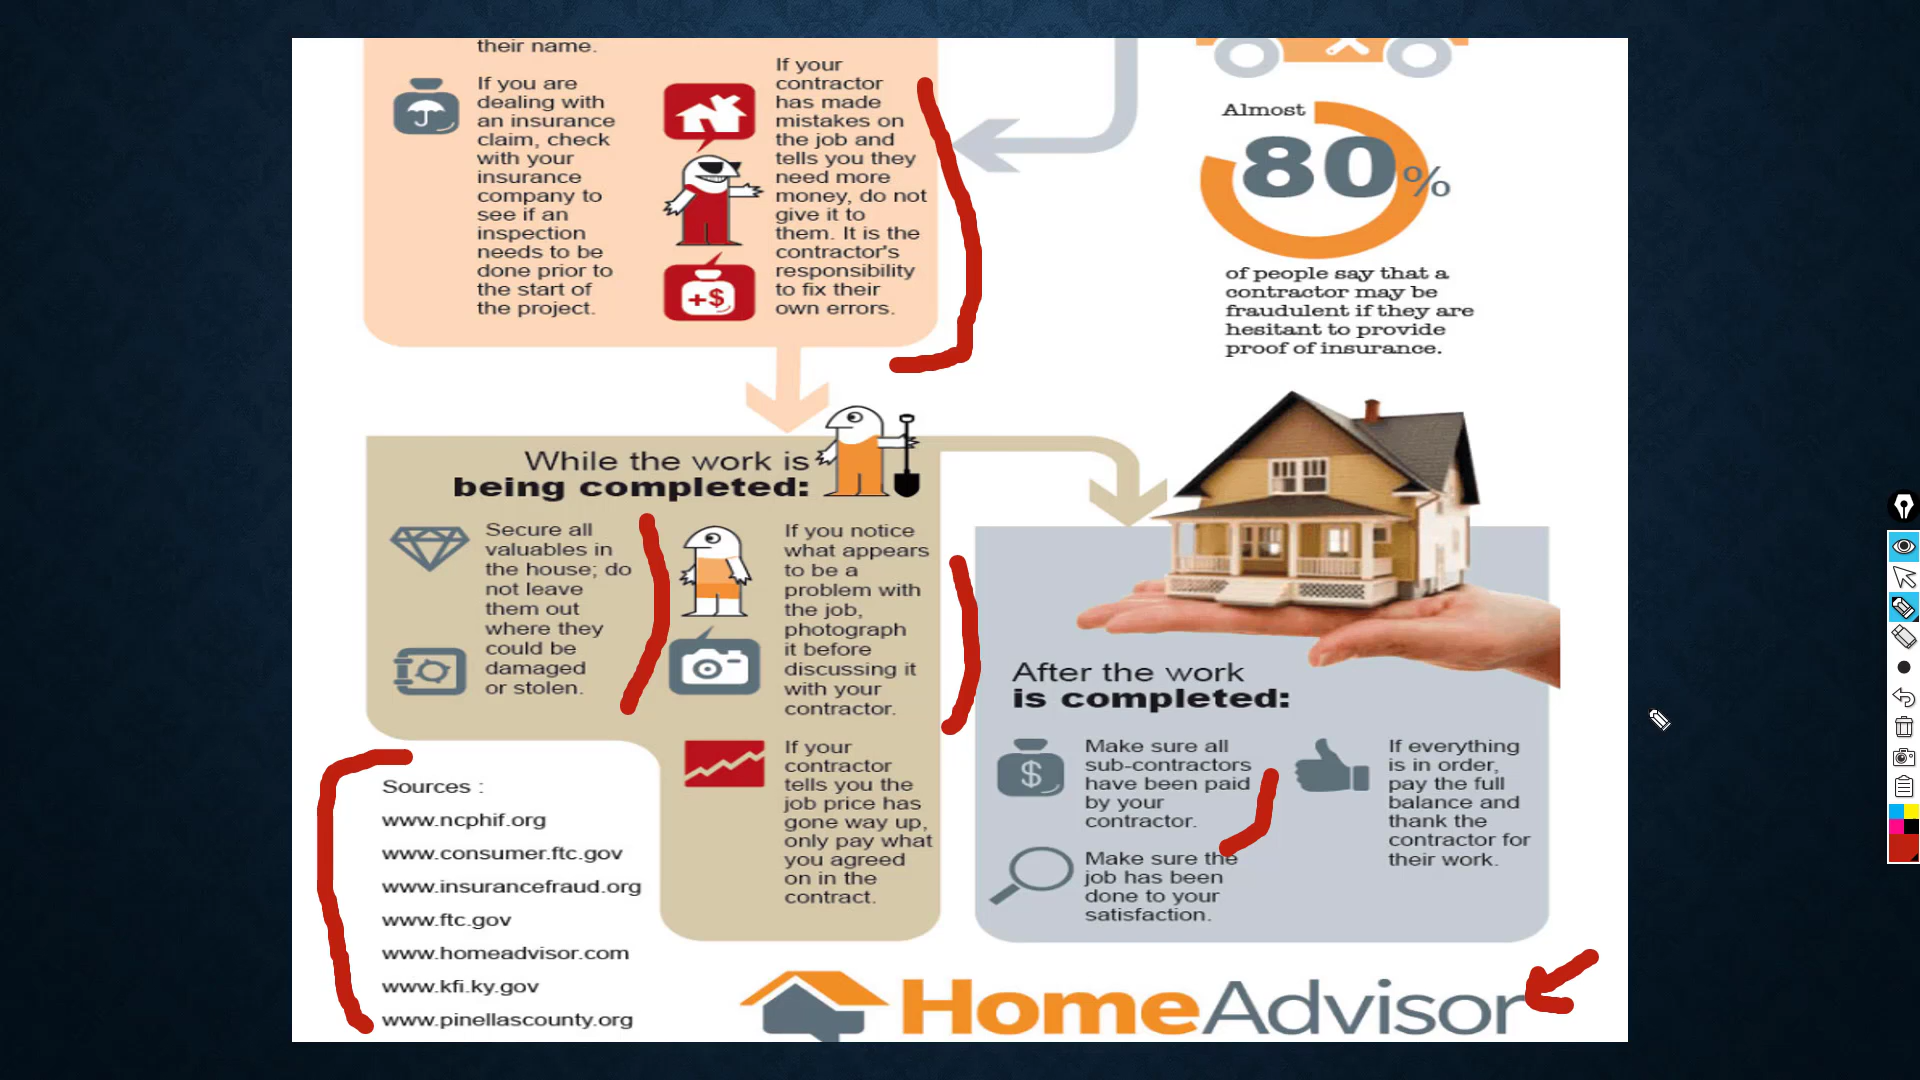 their name.
If you are
dealing with
an insurance
claim, check
with your
insurance
company to
see if an
inspection
needs to be
done prior to
the start of
the project.
If your
contractor
has made
mistakes on
the job and
tells you they
need more
money, do not
give it to
them. It is the
contractor's
responsibility
to fix their
own errors.
+$
Almost
80%
of people say that a
contractor may be
fraudulent if they are
hesitant to provide
proof of insurance.
While the work is
being completed:
Secure all
valuables in
the house; do
not leave
them out
where they
could be
damaged
or stolen.
If you notice
what appears
to be a
problem with
the job,
photograph
it before
discussing it
with your
contractor.
If your
contractor
tells you the
job price has
gone way up,
only pay what
you agreed
on in the
contract.
After the work
is completed:
$
Make sure all
sub-contractors
have been paid
by your
contractor.
Make sure the
job has been
done to your
satisfaction.
If everything
is in order,
pay the full
balance and
thank the
contractor for
their work.
Sources :
www.ncphif.org
www.consumer.ftc.gov
www.insurancefraud.org
www.ftc.gov
www.homeadvisor.com
www.kfi.ky.gov
www.pinellascounty.org
HomeAdvisor